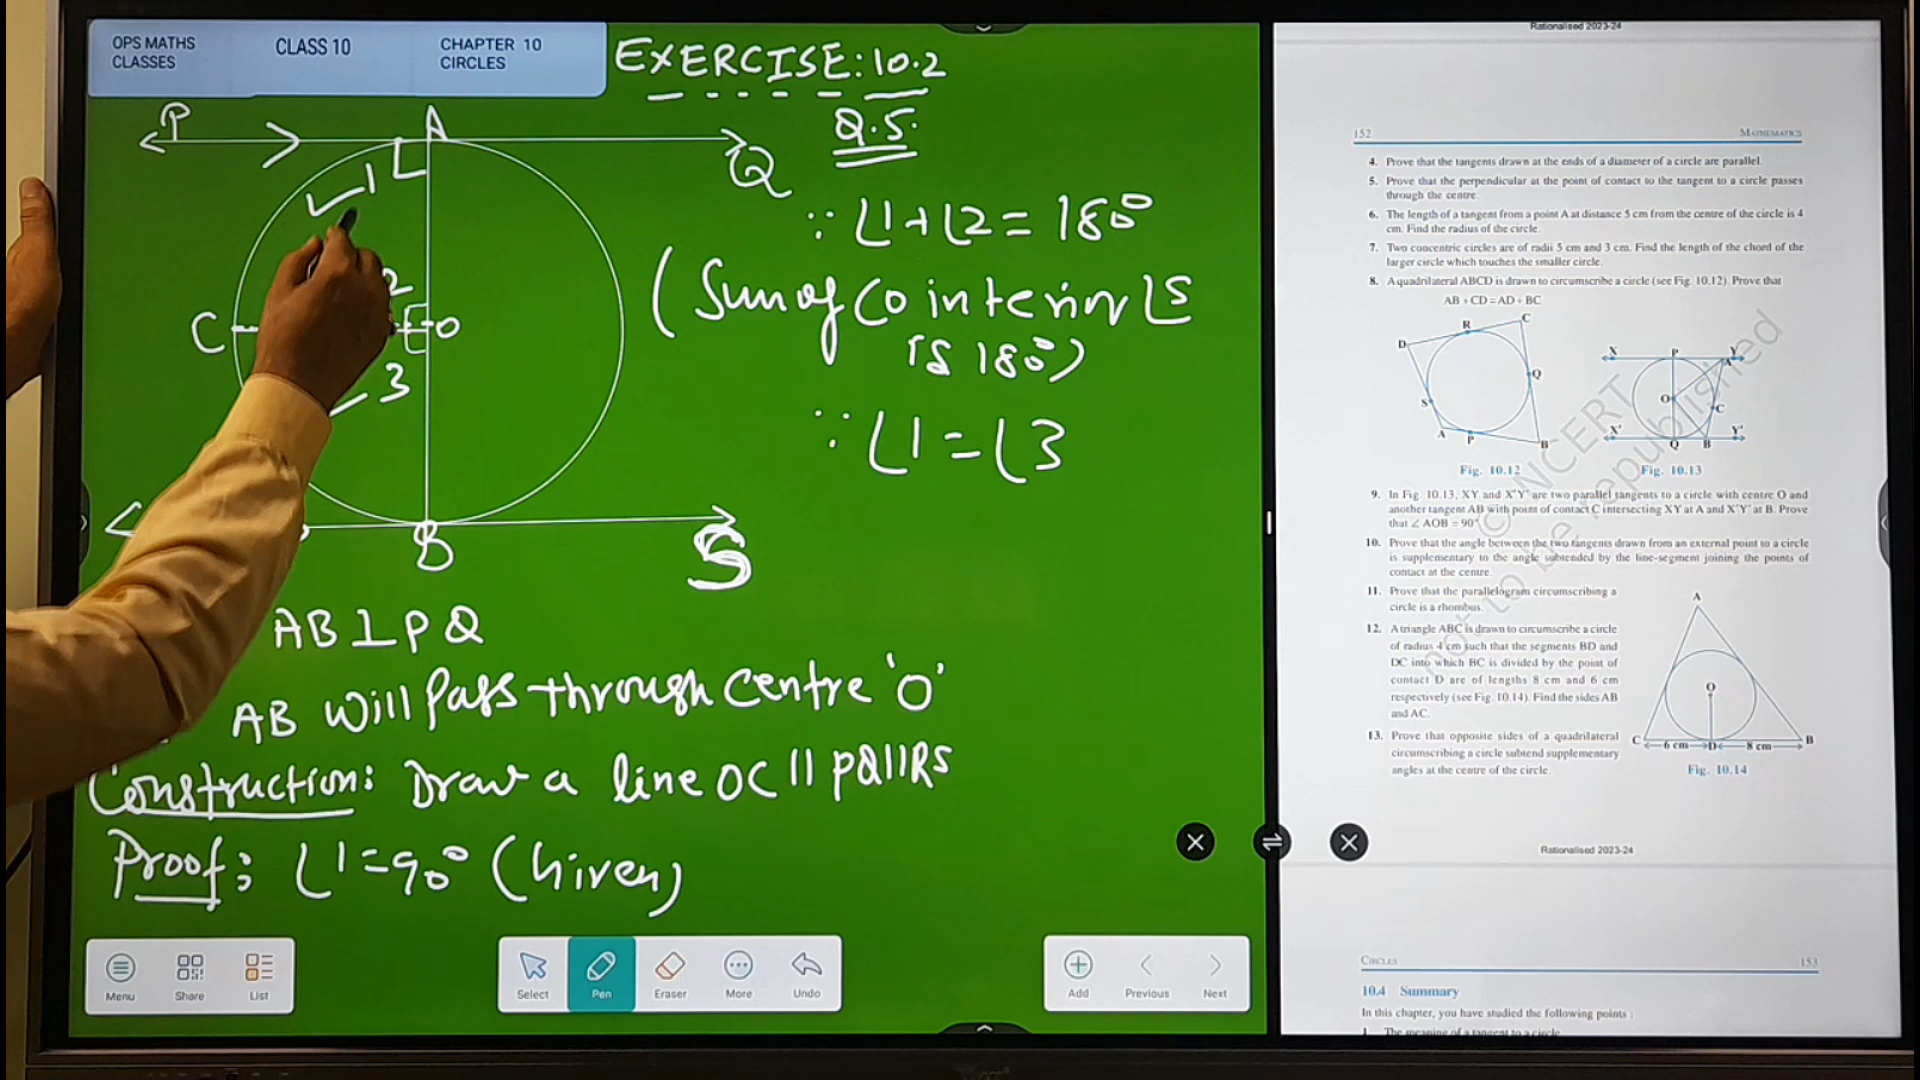 OPS MATHS
CLASSES
CLASS 10
CHAPTER 10
CIRCLES
EXERCISE: 10.2
Q.5.
P
A
Q
∠1
2
C
O
3
B
S
∵ ∠1+∠2=180°
(Sum of Co interior ∠S
is 180°)
∵ ∠1=∠3
AB⊥PQ
AB will Pass through Centre 'O'
Construction: Draw a line OC||PQ||RS
Proof: ∠1=90° (Given)
Menu
Share
List
Select
Pen
Eraser
More
Undo
Add
Previous
Next
Rationalised 2023-24
152
MATHEMATICS
4. Prove that the tangents drawn at the ends of a diameter of a circle are parallel.
5. Prove that the perpendicular at the point of contact to the tangent to a circle passes
through the centre.
6. The length of a tangent from a point A at distance 5 cm from the centre of the circle is 4
cm. Find the radius of the circle.
7. Two concentric circles are of radii 5 cm and 3 cm. Find the length of the chord of the
larger circle which touches the smaller circle.
8. A quadrilateral ABCD is drawn to circumscribe a circle (see Fig. 10.12). Prove that
AB + CD = AD + BC
D
R
C
Q
S
A
P
B
Fig. 10.12
X
P
Y
A
O
C
X'
Q
B
Y'
Fig. 10.13
© NCERT
not to be republished
9. In Fig. 10.13, XY and X'Y' are two parallel tangents to a circle with centre O and
another tangent AB with point of contact C intersecting XY at A and X'Y' at B. Prove
that ∠ AOB = 90°
10. Prove that the angle between the two tangents drawn from an external point to a circle
is supplementary to the angle subtended by the line-segment joining the points of
contact at the centre.
11. Prove that the parallelogram circumscribing a
circle is a rhombus.
12. A triangle ABC is drawn to circumscribe a circle
of radius 4 cm such that the segments BD and
DC into which BC is divided by the point of
contact D are of lengths 8 cm and 6 cm
respectively (see Fig. 10.14). Find the sides AB
and AC.
13. Prove that opposite sides of a quadrilateral
circumscribing a circle subtend supplementary
angles at the centre of the circle.
A
O
C
6 cm
D
8 cm
B
Fig. 10.14
Rationalised 2023-24
CIRCLES
153
10.4 Summary
In this chapter, you have studied the following points :
1. The meaning of a tangent to a circle.